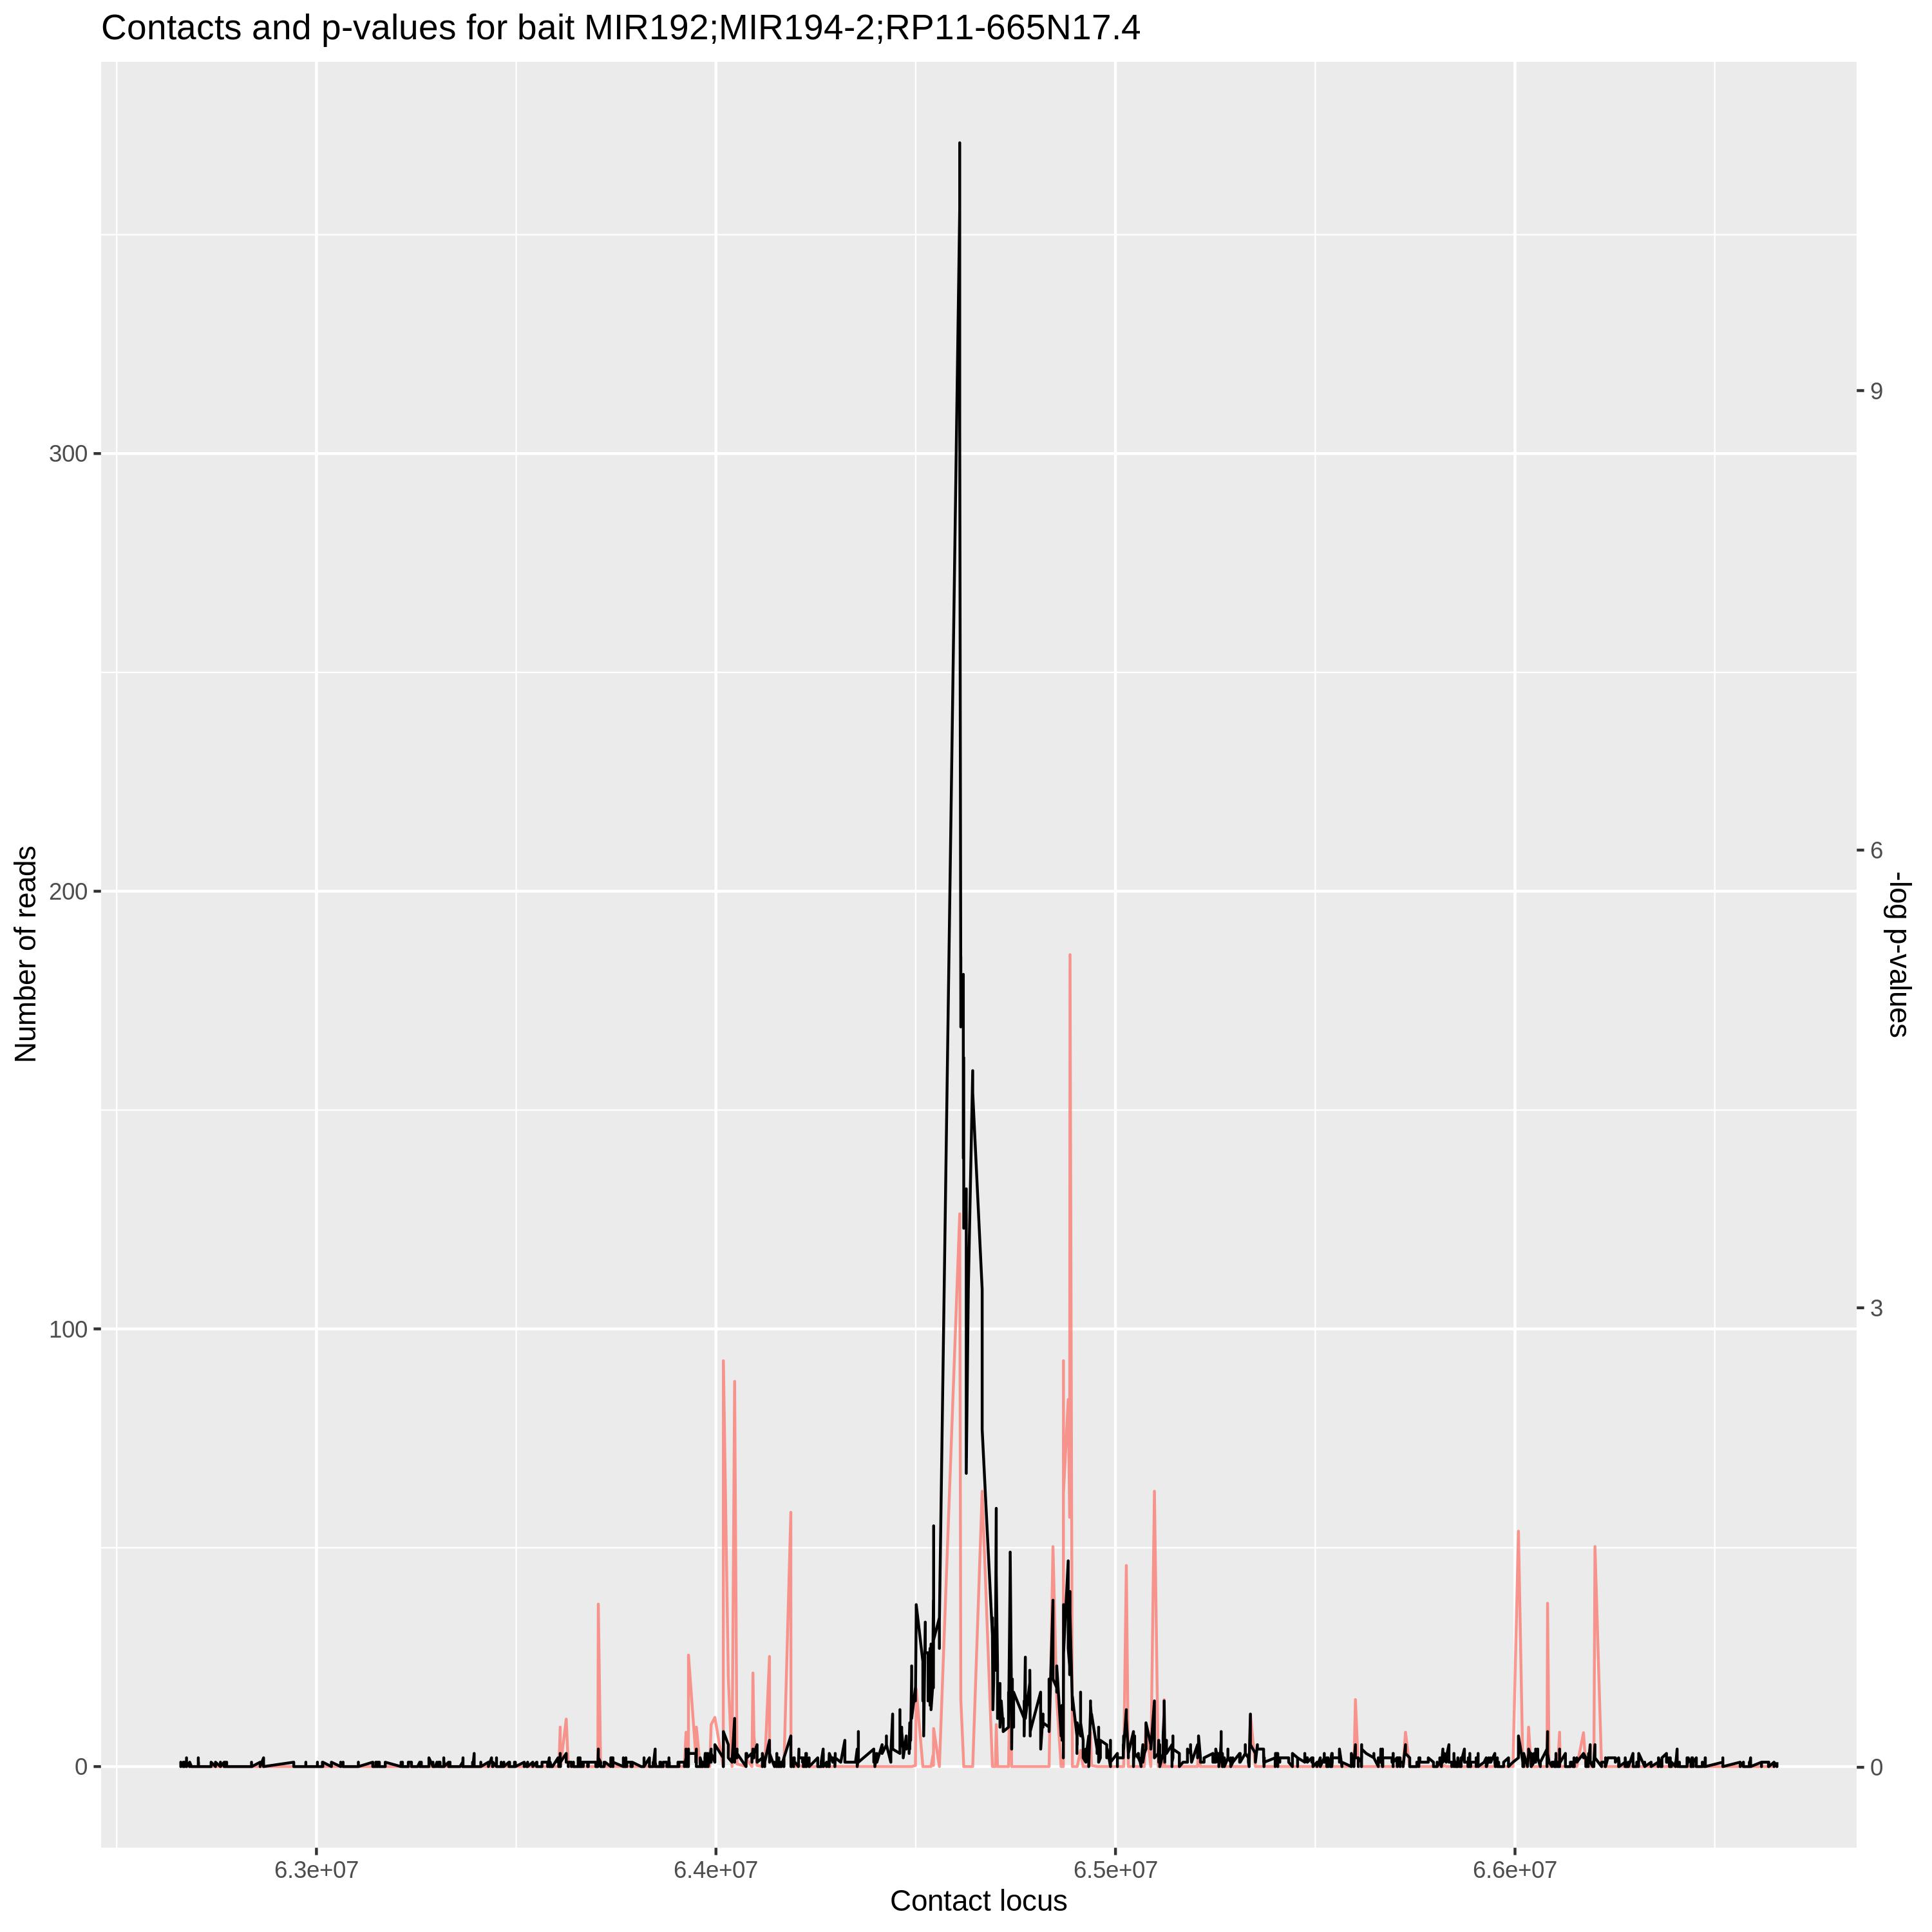 Contacts and p-values for bait MIR192;MIR194-2;RP11-665N17.4
9
300
6
200
Number of reads
-log p-values
3
100
0
0
6.3e+07
6.4e+07
6.5e+07
6.6e+07
Contact locus